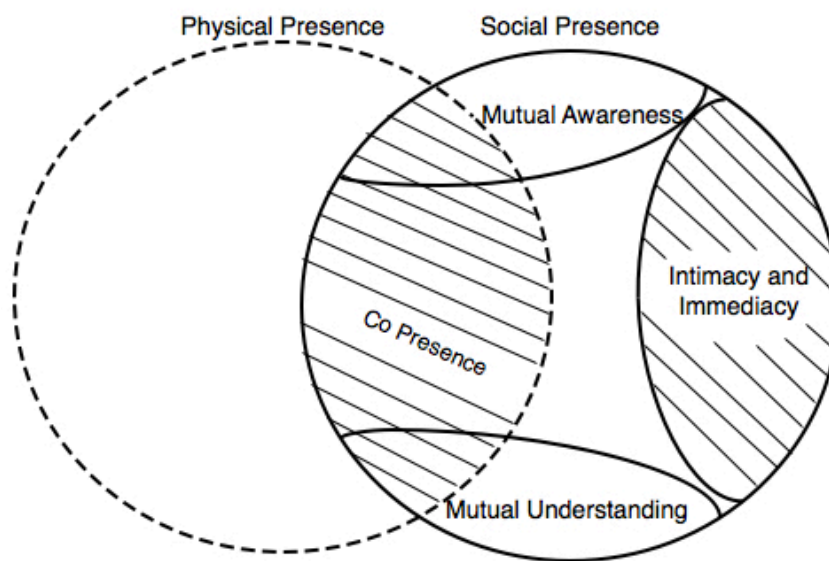 Physical Presence
Social Presence
Mutual Awareness
Intimacy and
Immediacy
Co Presence
Mutual Understanding